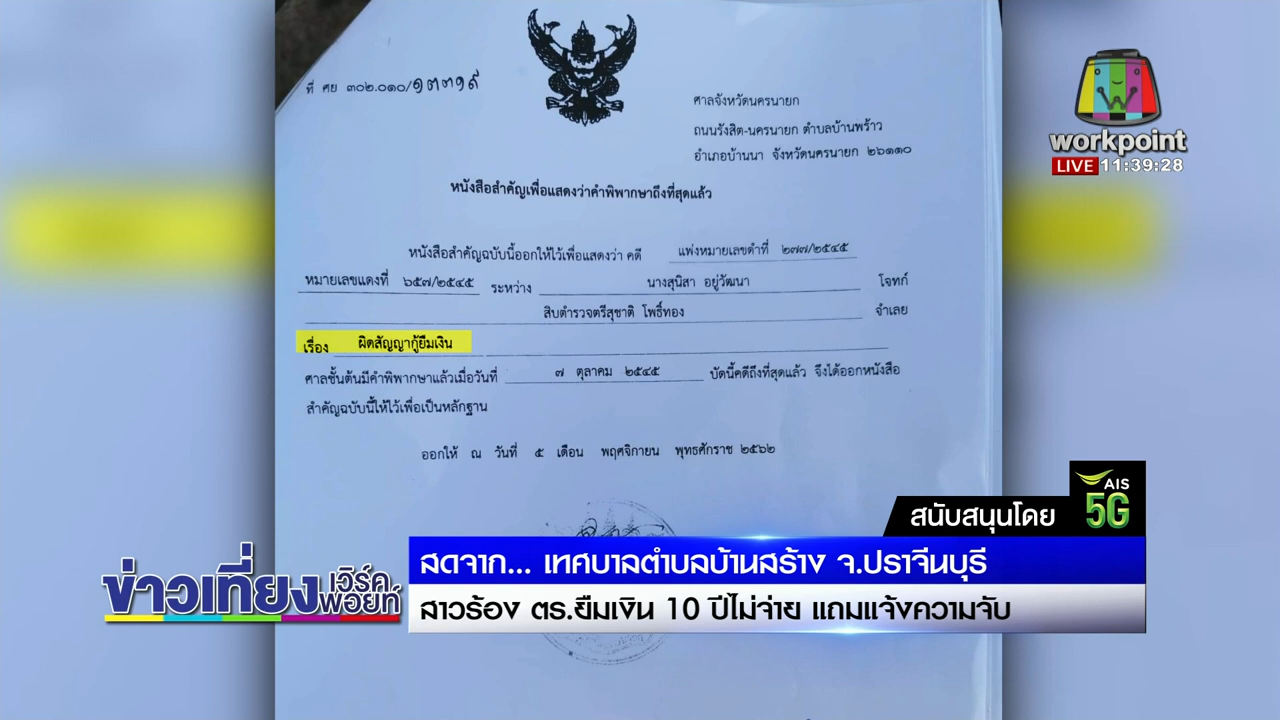 ที่ ศย ๓๐๒.๐๑๐/๑๓๓๑๙
ศาลจังหวัดนครนายก
ถนนรังสิต-นครนายก ตำบลบ้านพร้าว
อำเภอบ้านนา จังหวัดนครนายก ๒๖๑๑๐
workpoint
LIVE 11:39:28
หนังสือสำคัญเพื่อแสดงว่าคำพิพากษาถึงที่สุดแล้ว
หนังสือสำคัญฉบับนี้ออกให้ไว้เพื่อแสดงว่า คดี แพ่งหมายเลขดำที่ ๒๗๗/๒๕๔๕
หมายเลขแดงที่ ๖๕๗/๒๕๔๕ ระหว่าง นางสุนิสา อยู่วัฒนา โจทก์
สิบตำรวจตรีสุชาติ โพธิ์ทอง จำเลย
เรื่อง ผิดสัญญากู้ยืมเงิน
ศาลชั้นต้นมีคำพิพากษาแล้วเมื่อวันที่ ๗ ตุลาคม ๒๕๔๕ บัดนี้คดีถึงที่สุดแล้ว จึงได้ออกหนังสือ
สำคัญฉบับนี้ให้ไว้เพื่อเป็นหลักฐาน
ออกให้ ณ วันที่ ๕ เดือน พฤศจิกายน พุทธศักราช ๒๕๖๒
สนับสนุนโดย AIS 5G
สดจาก... เทศบาลตำบลบ้านสร้าง จ.ปราจีนบุรี
ข่าวเที่ยง เวิร์คพอยท์
สาวร้อง ตร.ยืมเงิน 10 ปีไม่จ่าย แถมแจ้งความจับ